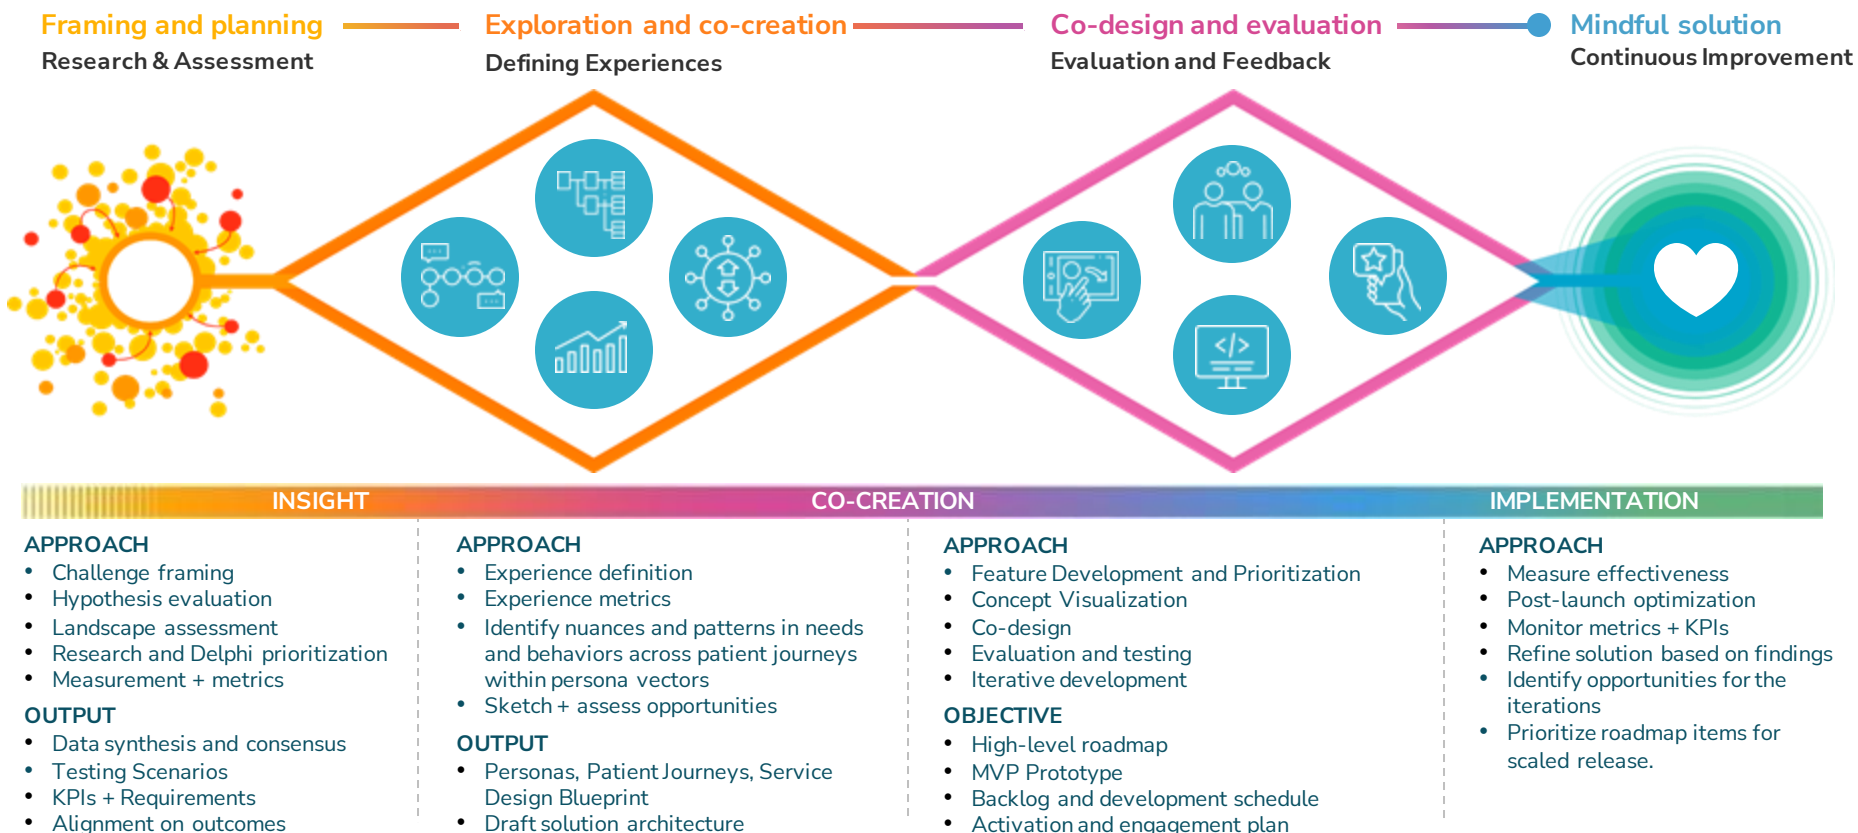 Framing and planning
Research & Assessment
Exploration and co-creation
Defining Experiences
Co-design and evaluation
Evaluation and Feedback
Mindful solution
Continuous Improvement
</>
INSIGHT
CO-CREATION
IMPLEMENTATION
APPROACH
• Challenge framing
• Hypothesis evaluation
• Landscape assessment
• Research and Delphi prioritization
• Measurement + metrics
OUTPUT
• Data synthesis and consensus
• Testing Scenarios
• KPIs + Requirements
• Alignment on outcomes
APPROACH
• Experience definition
• Experience metrics
• Identify nuances and patterns in needs
and behaviors across patient journeys
within persona vectors
• Sketch + assess opportunities
OUTPUT
• Personas, Patient Journeys, Service
Design Blueprint
• Draft solution architecture
APPROACH
• Feature Development and Prioritization
• Concept Visualization
• Co-design
• Evaluation and testing
• Iterative development
OBJECTIVE
• High-level roadmap
• MVP Prototype
• Backlog and development schedule
• Activation and engagement plan
APPROACH
• Measure effectiveness
• Post-launch optimization
• Monitor metrics + KPIs
• Refine solution based on findings
• Identify opportunities for the
iterations
• Prioritize roadmap items for
scaled release.